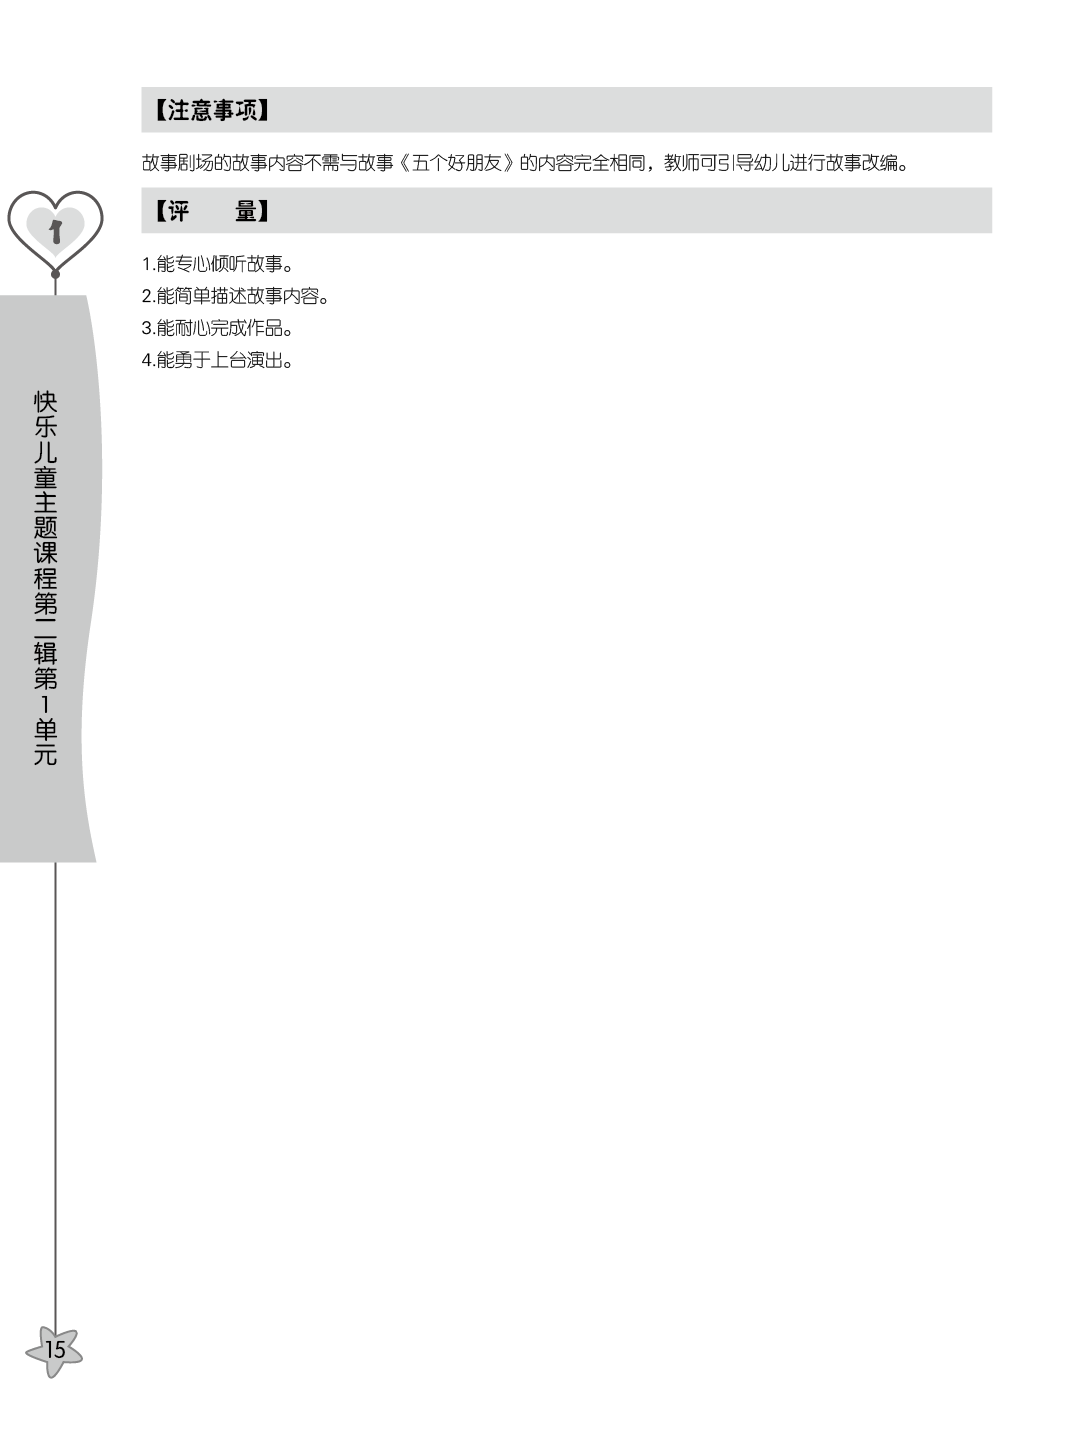 【注意事项】
故事剧场的故事内容不需与故事《五个好朋友》的内容完全相同，教师可引导幼儿进行故事改编。
【评　　量】
1.能专心倾听故事。
2.能简单描述故事内容。
3.能耐心完成作品。
4.能勇于上台演出。
1
快乐儿童主题课程第二辑第1单元
15